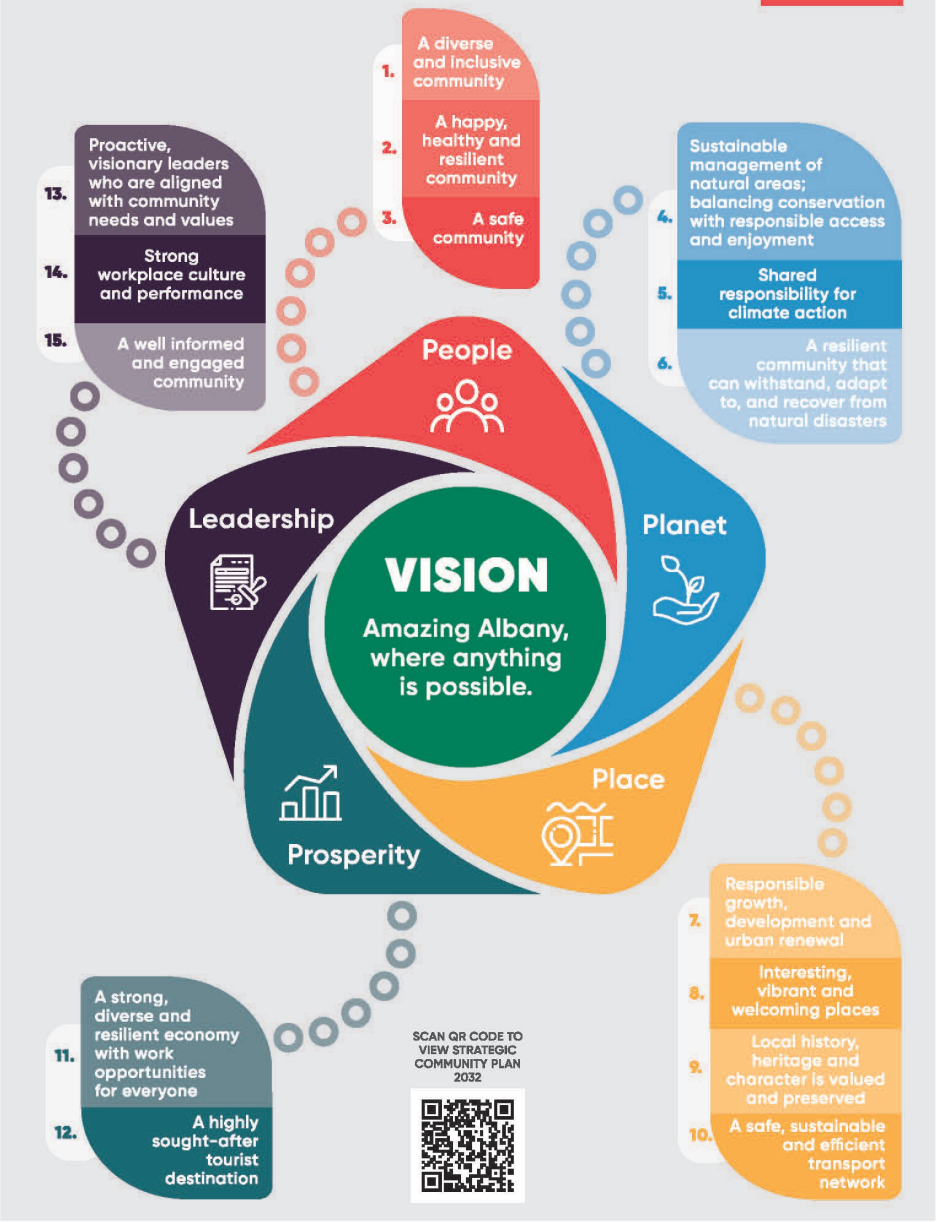 1.
A diverse
and inclusive
community
2.
A happy,
healthy and
resilient
community
3.
A safe
community
13.
Proactive,
visionary leaders
who are aligned
with community
needs and values
14.
Strong
workplace culture
and performance
15.
A well informed
and engaged
community
4.
Sustainable
management of
natural areas;
balancing conservation
with responsible access
and enjoyment
5.
Shared
responsibility for
climate action
6.
A resilient
community that
can withstand, adapt
to, and recover from
natural disasters
People
Leadership
Planet
VISION
Amazing Albany,
where anything
is possible.
Place
Prosperity
7.
Responsible
growth,
development and
urban renewal
8.
Interesting,
vibrant and
welcoming places
9.
Local history,
heritage and
character is valued
and preserved
10.
A safe, sustainable
and efficient
transport
network
11.
A strong,
diverse and
resilient economy
with work
opportunities
for everyone
12.
A highly
sought-after
tourist
destination
SCAN QR CODE TO
VIEW STRATEGIC
COMMUNITY PLAN
2032